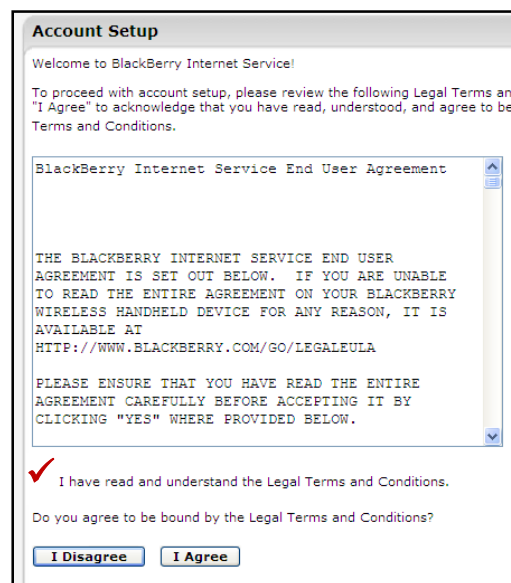 Account Setup
Welcome to BlackBerry Internet Service!
To proceed with account setup, please review the following Legal Terms
"I Agree" to acknowledge that you have read, understood, and agree to be
Terms and Conditions.
BlackBerry Internet Service End User Agreement
THE BLACKBERRY INTERNET SERVICE END USER
AGREEMENT IS SET OUT BELOW.  IF YOU ARE UNABLE
TO READ THE ENTIRE AGREEMENT ON YOUR BLACKBERRY
WIRELESS HANDHELD DEVICE FOR ANY REASON, IT IS
AVAILABLE AT
HTTP://WWW.BLACKBERRY.COM/GO/LEGALEULA
PLEASE ENSURE THAT YOU HAVE READ THE ENTIRE
AGREEMENT CAREFULLY BEFORE ACCEPTING IT BY
CLICKING "YES" WHERE PROVIDED BELOW.
I have read and understand the Legal Terms and Conditions.
Do you agree to be bound by the Legal Terms and Conditions?
I Disagree I Agree